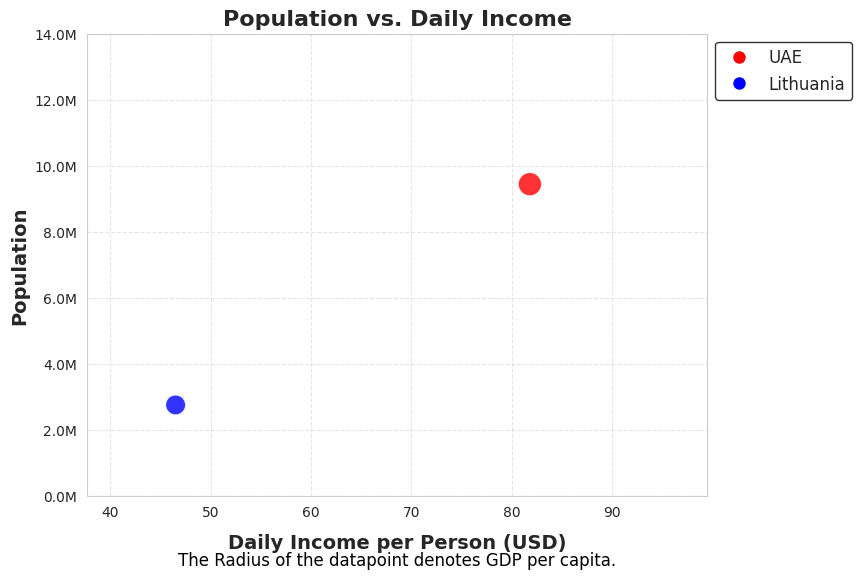 Population vs. Daily Income
UAE
Lithuania
Population
14.0M
12.0M
10.0M
8.0M
6.0M
4.0M
2.0M
0.0M
40 50 60 70 80 90
Daily Income per Person (USD)
The Radius of the datapoint denotes GDP per capita.